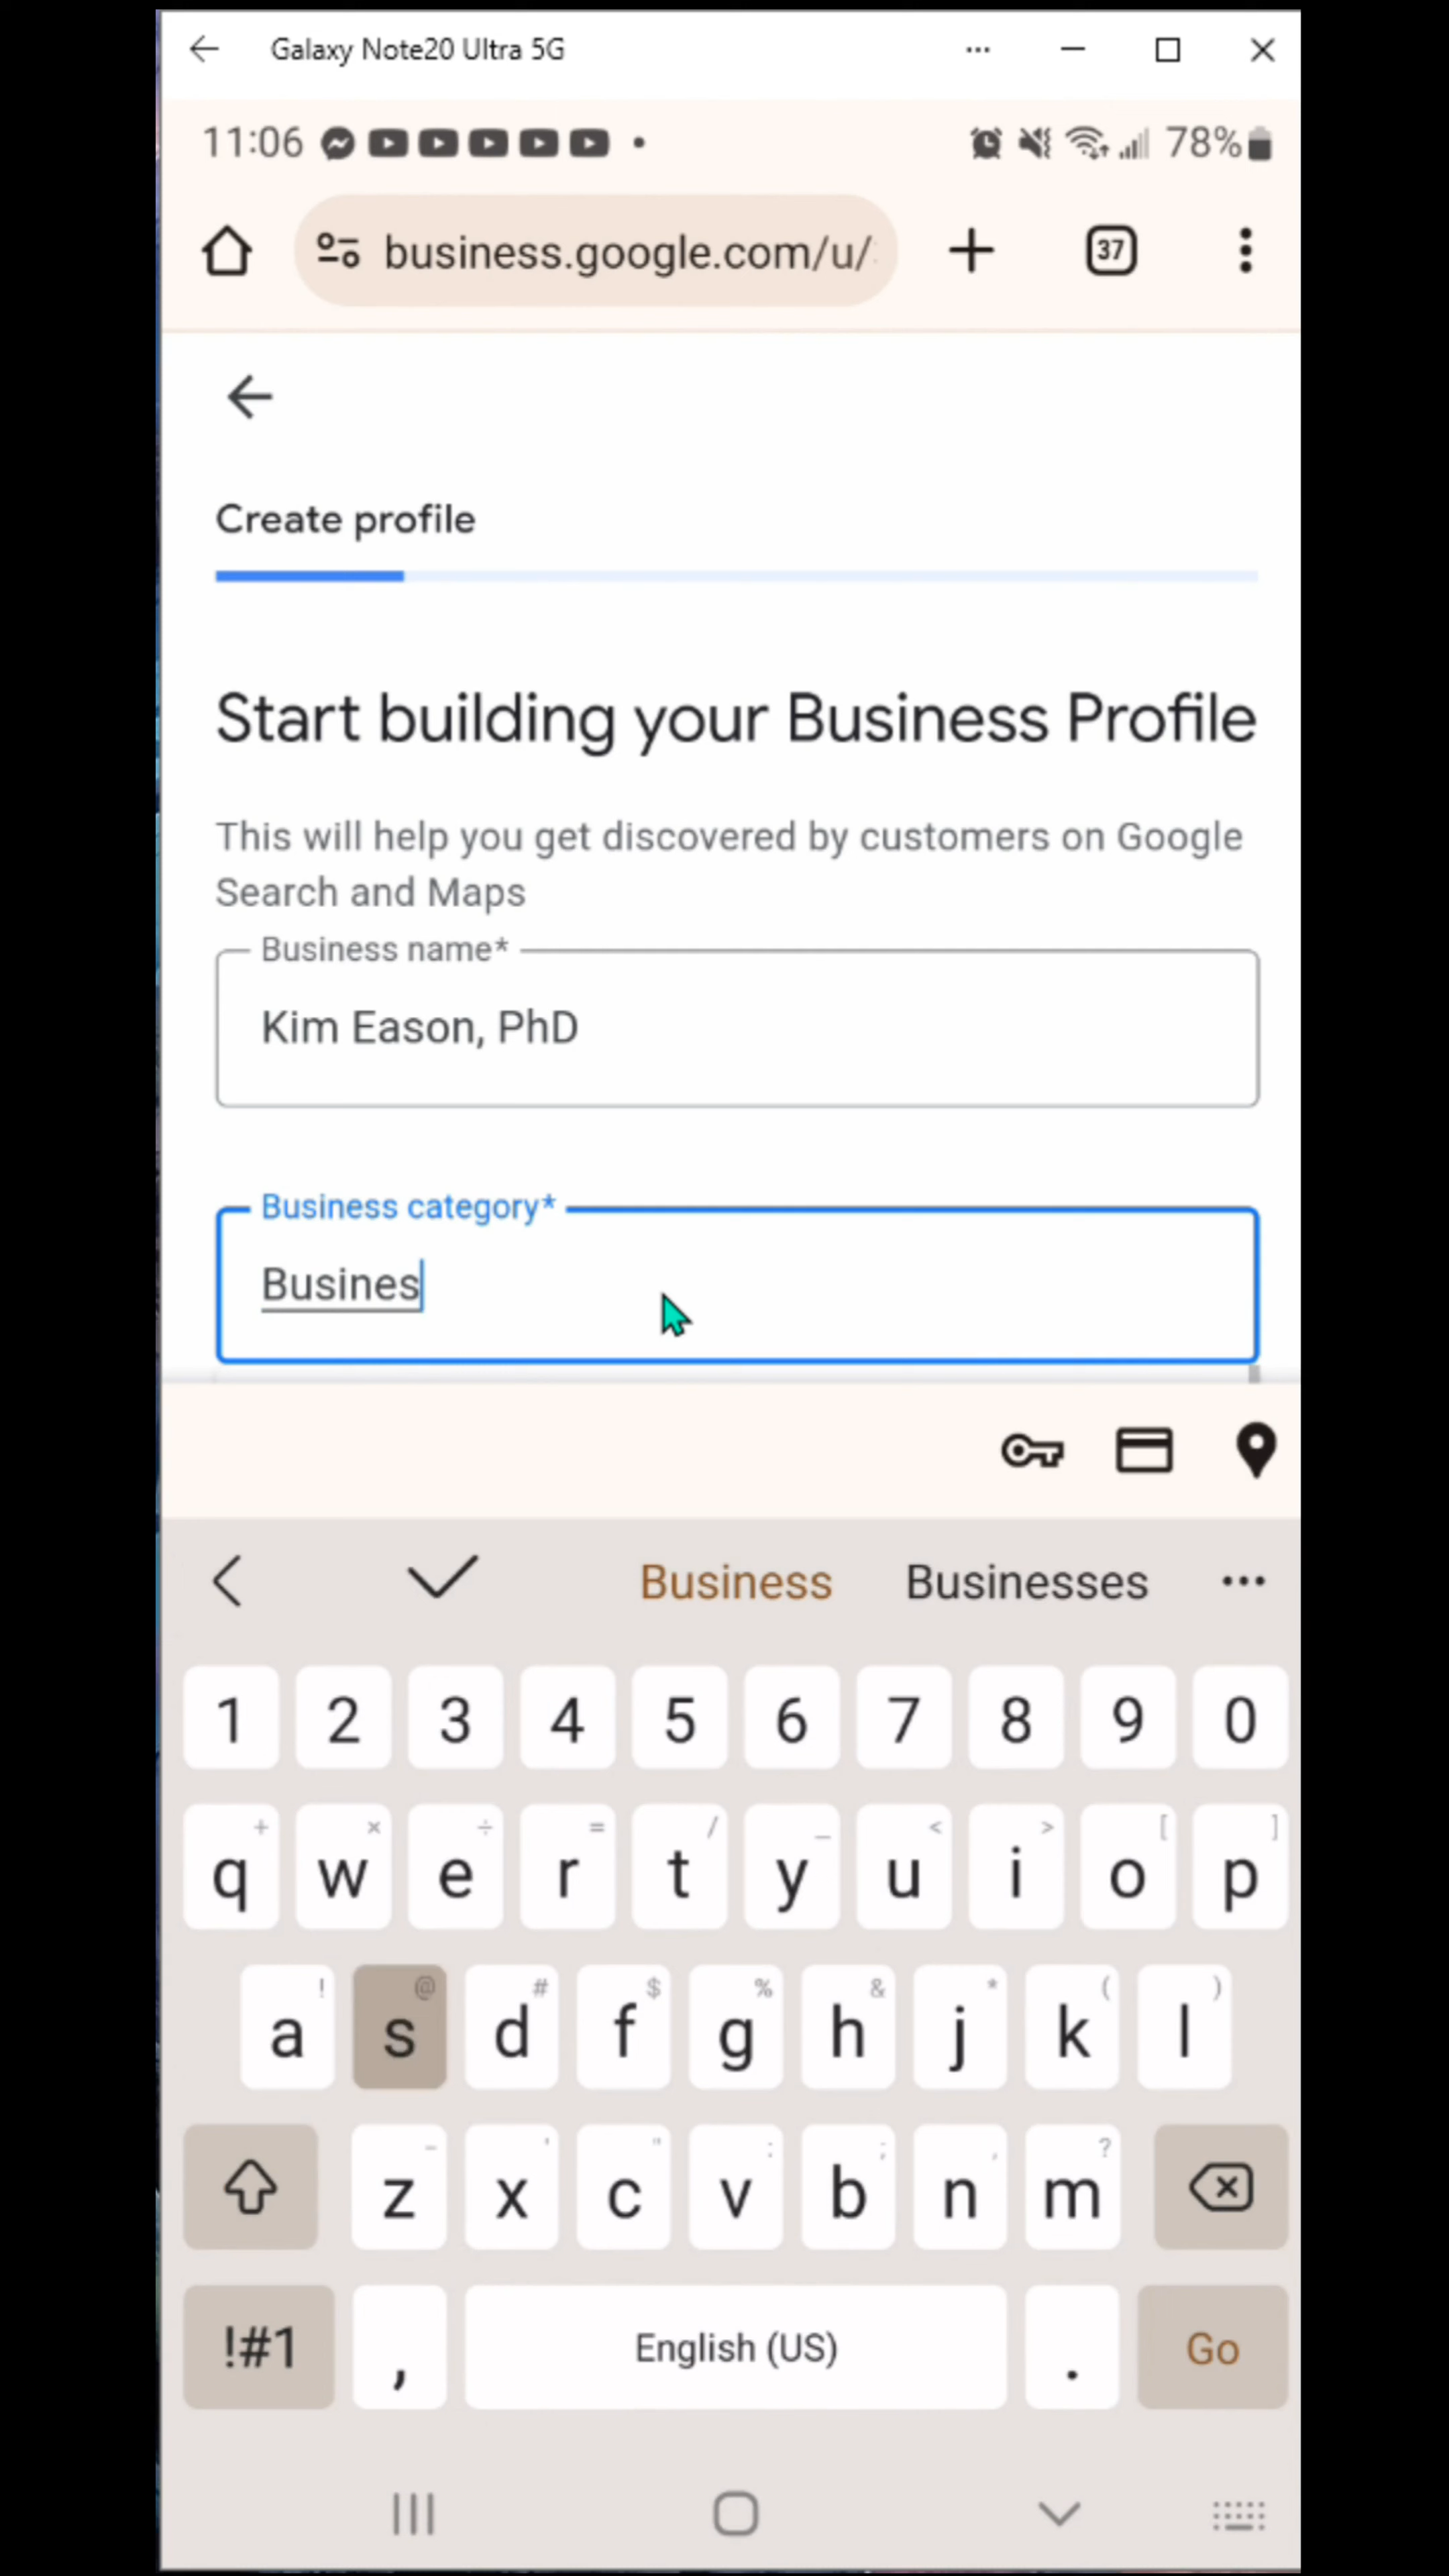 Galaxy Note20 Ultra 5G
11:06
78%
business.google.com/u/
37
Create profile
Start building your Business Profile
This will help you get discovered by customers on Google
Search and Maps
Business name*
Kim Eason, PhD
Business category*
Busines
Business Businesses
1 2 3 4 5 6 7 8 9 0
+ × ÷ = / _ < > [ ]
q w e r t y u i o p
! @ # $ % & * ( )
a s d f g h j k l
- ' " : ; , ?
z x c v b n m
!#1 , English (US) . Go